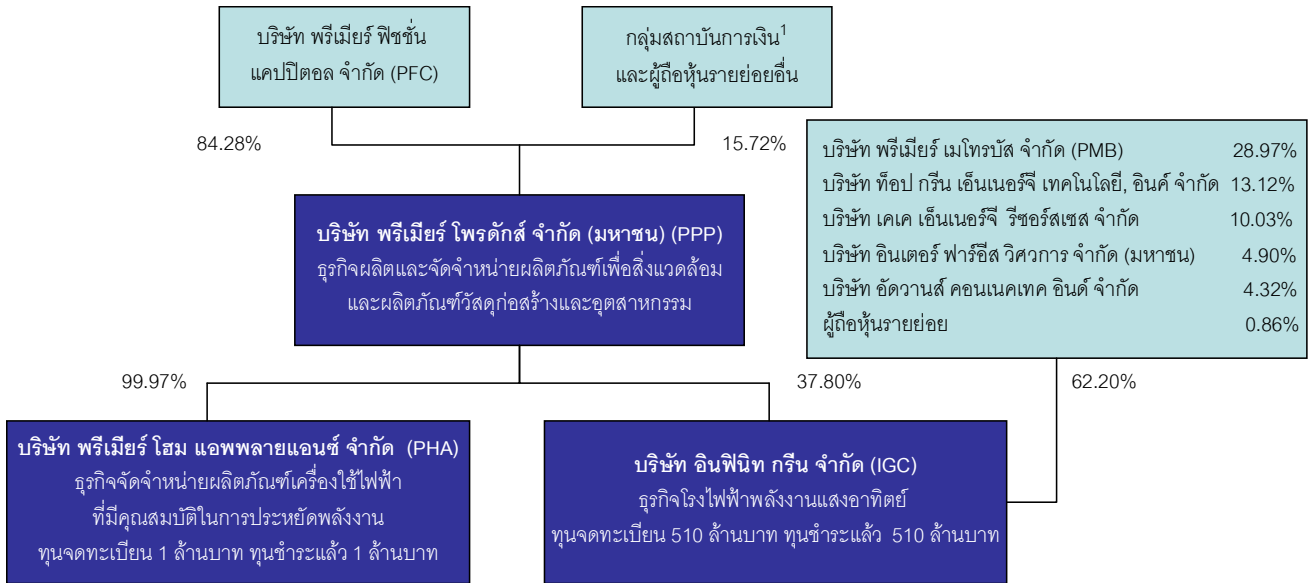 บริษัท พรีเมียร์ ฟิชชั่น
แคปปิตอล จำกัด (PFC)
กลุ่มสถาบันการเงิน1
และผู้ถือหุ้นรายย่อยอื่น
84.28%
15.72%
บริษัท พรีเมียร์ เมโทรบัส จำกัด (PMB) 28.97%
บริษัท ท็อป กรีน เอ็นเนอร์จี เทคโนโลยี, อินค์ จำกัด 13.12%
บริษัท เคเค เอ็นเนอร์จี รีซอร์สเซส จำกัด 10.03%
บริษัท อินเตอร์ ฟาร์อีส วิศวการ จำกัด (มหาชน) 4.90%
บริษัท อัดวานส์ คอนเนคเทค อินด์ จำกัด 4.32%
ผู้ถือหุ้นรายย่อย 0.86%
บริษัท พรีเมียร์ โพรดักส์ จำกัด (มหาชน) (PPP)
ธุรกิจผลิตและจัดจำหน่ายผลิตภัณฑ์เพื่อสิ่งแวดล้อม
และผลิตภัณฑ์วัสดุก่อสร้างและอุตสาหกรรม
99.97%
37.80%
62.20%
บริษัท พรีเมียร์ โฮม แอพพลายแอนซ์ จำกัด (PHA)
ธุรกิจจัดจำหน่ายผลิตภัณฑ์เครื่องใช้ไฟฟ้า
ที่มีคุณสมบัติในการประหยัดพลังงาน
ทุนจดทะเบียน 1 ล้านบาท ทุนชำระแล้ว 1 ล้านบาท
บริษัท อินฟินิท กรีน จำกัด (IGC)
ธุรกิจโรงไฟฟ้าพลังงานแสงอาทิตย์
ทุนจดทะเบียน 510 ล้านบาท ทุนชำระแล้ว 510 ล้านบาท